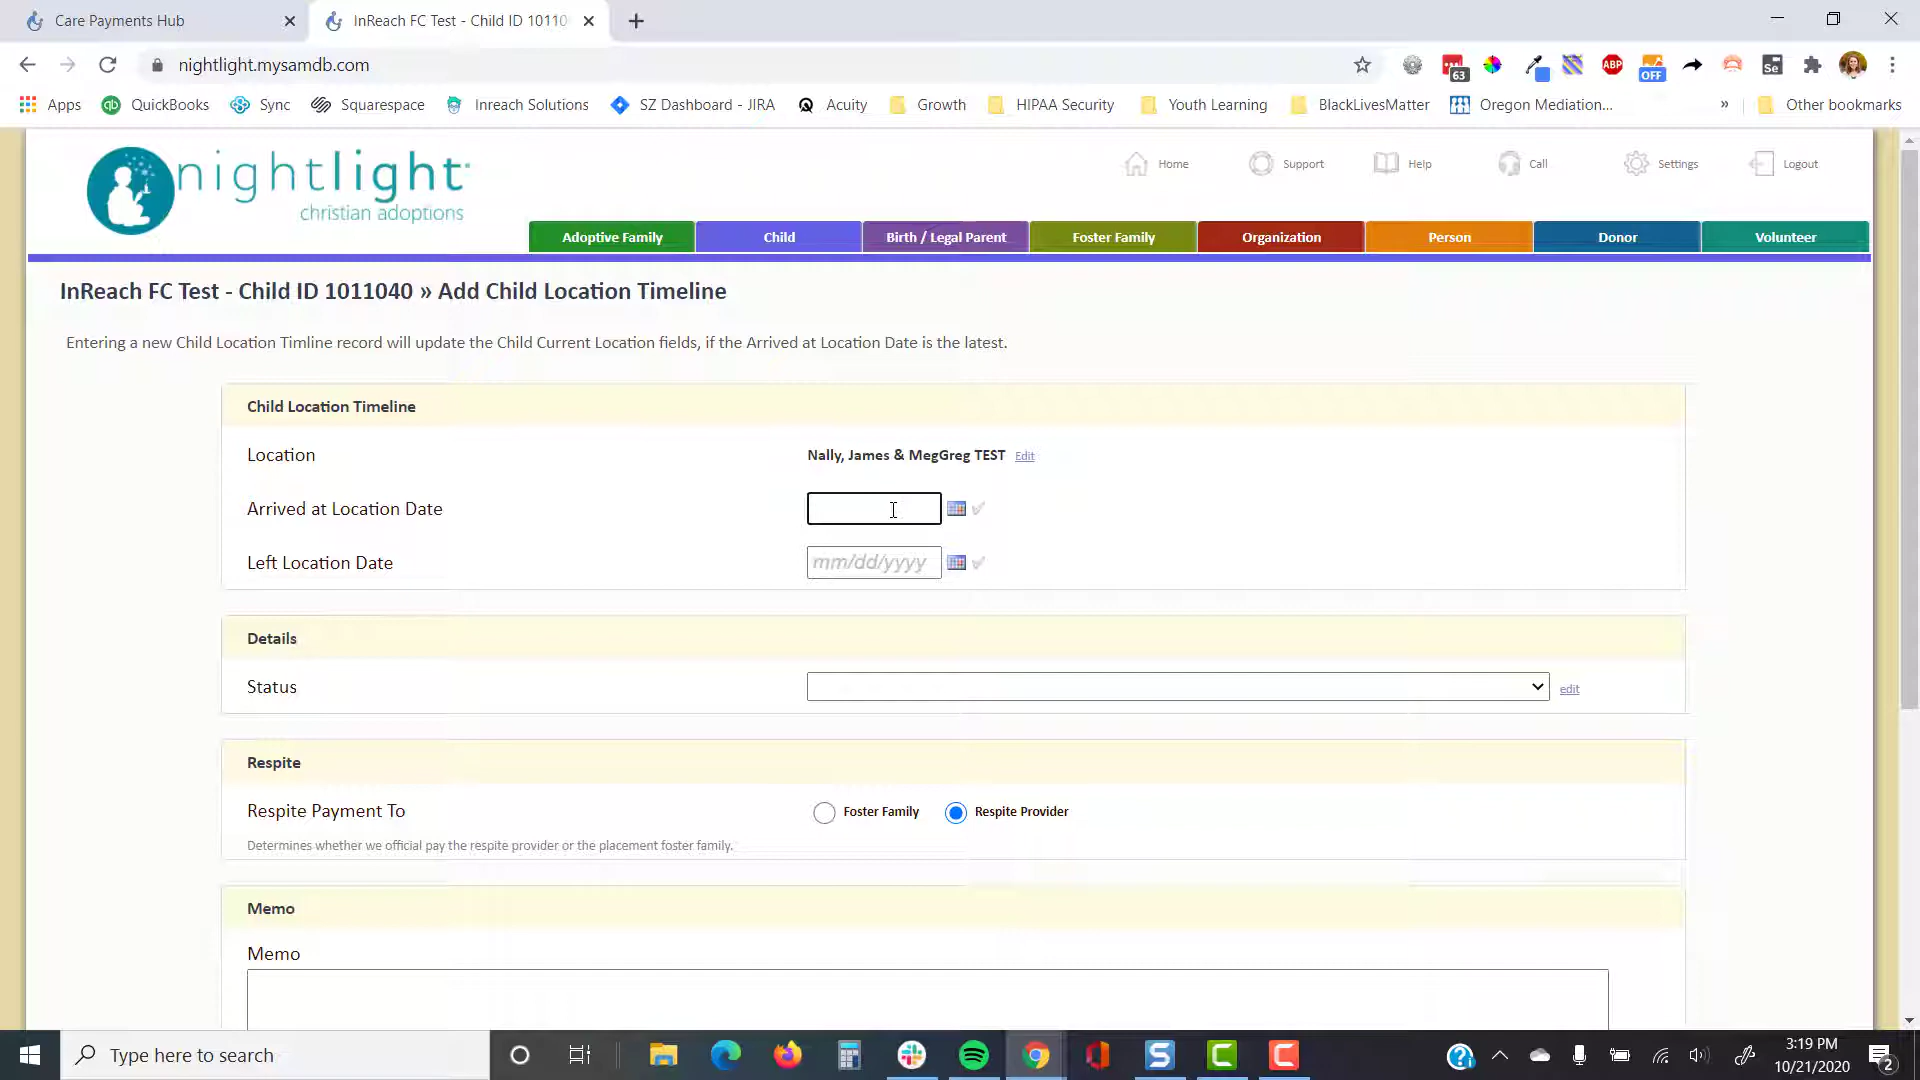 Care Payments Hub
InReach FC Test - Child ID 10110
nightlight.mysamdb.com
63
ABP
OFF
Se
Apps
qb
QuickBooks
Sync
Squarespace
Inreach Solutions
SZ Dashboard - JIRA
Acuity
Growth
HIPAA Security
Youth Learning
BlackLivesMatter
Oregon Mediation...
»
Other bookmarks
nightlight
christian adoptions
Home
Support
Help
Call
Settings
Logout
Adoptive Family
Child
Birth / Legal Parent
Foster Family
Organization
Person
Donor
Volunteer
InReach FC Test - Child ID 1011040 » Add Child Location Timeline
Entering a new Child Location Timline record will update the Child Current Location fields, if the Arrived at Location Date is the latest.
Child Location Timeline
Location
Nally, James & MegGreg TEST Edit
Arrived at Location Date
Left Location Date
mm/dd/yyyy
Details
Status
edit
Respite
Respite Payment To
Foster Family
Respite Provider
Determines whether we official pay the respite provider or the placement foster family.
Memo
Memo
Type here to search
S
C
C
3:19 PM
10/21/2020
2